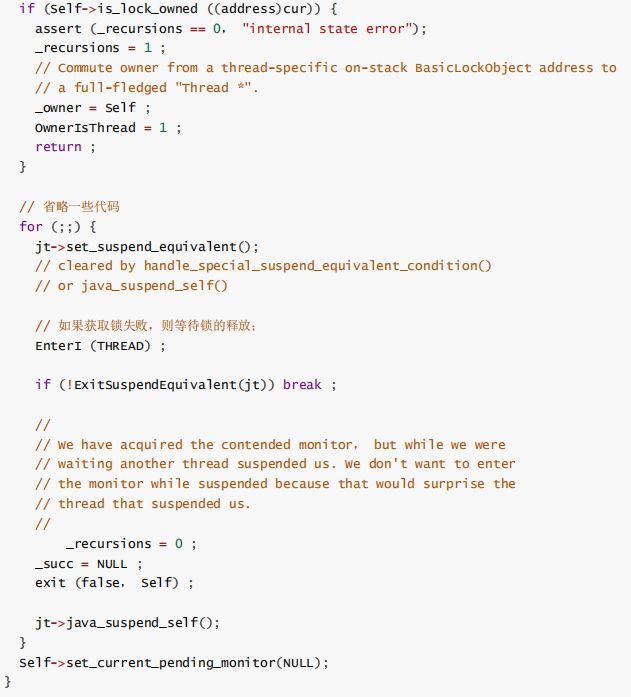 if (Self->is_lock_owned ((address)cur)) {
assert (_recursions == 0, "internal state error");
_recursions = 1 ;
// Commute owner from a thread-specific on-stack BasicLockObject address to
// a full-fledged "Thread *".
_owner = Self ;
OwnerIsThread = 1 ;
return ;
}
// 省略一些代码
for (;;) {
jt->set_suspend_equivalent();
// cleared by handle_special_suspend_equivalent_condition()
// or java_suspend_self()
// 如果获取锁失败，则等待锁的释放；
EnterI (THREAD) ;
if (!ExitSuspendEquivalent(jt)) break ;
//
// We have acquired the contended monitor, but while we were
// waiting another thread suspended us. We don't want to enter
// the monitor while suspended because that would surprise the
// thread that suspended us.
//
_recursions = 0 ;
_succ = NULL ;
exit (false, Self) ;
jt->java_suspend_self();
}
Self->set_current_pending_monitor(NULL);
}